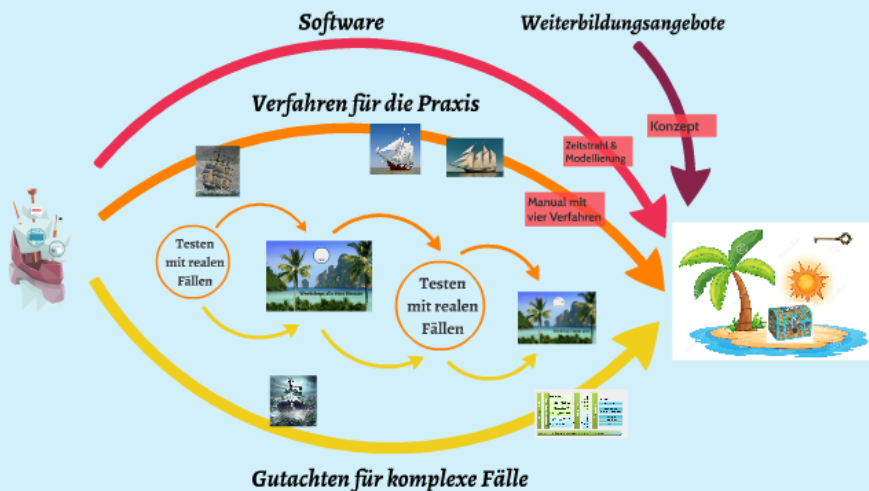 Software
Weiterbildungsangebote
Verfahren für die Praxis
Konzept
Zeitstrahl &
Modellierung
Manual mit
vier Verfahren
Testen
mit realen
Fällen
Testen
mit realen
Fällen
Gutachten für komplexe Fälle